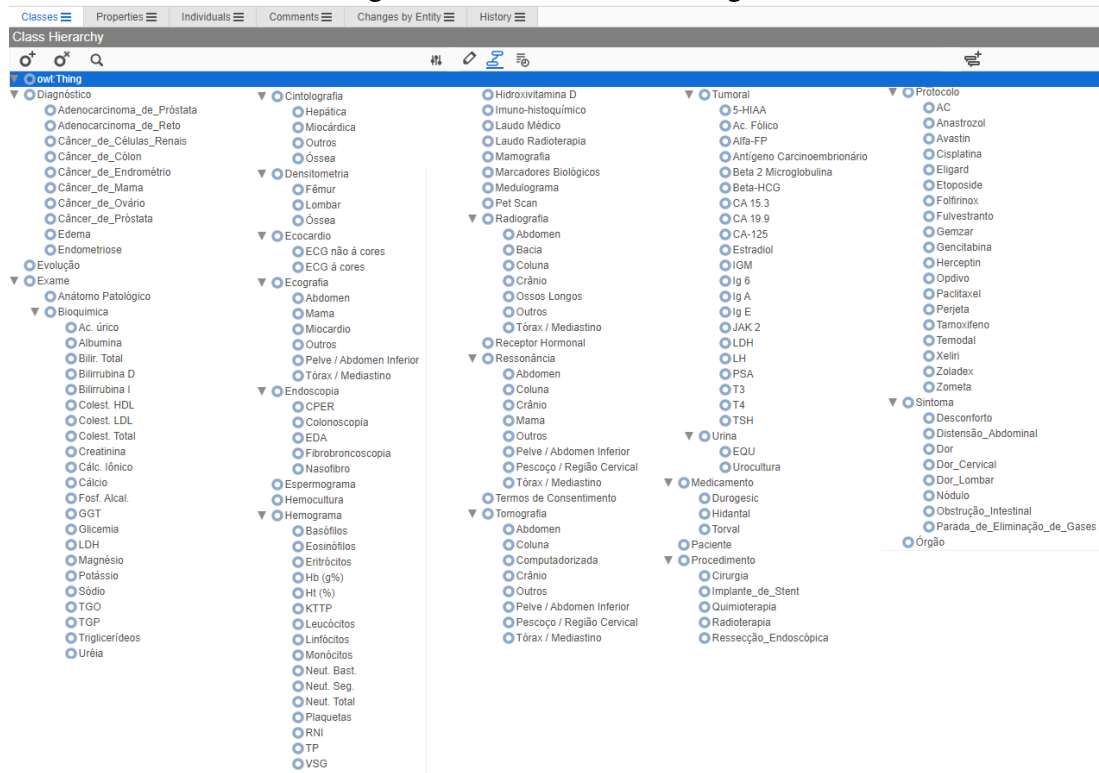 Classes Properties Individuals Comments Changes by Entity History
Class Hierarchy
owl:Thing
Diagnóstico
Adenocarcinoma_de_Próstata
Adenocarcinoma_de_Reto
Câncer_de_Células_Renais
Câncer_de_Cólon
Câncer_de_Endrométrio
Câncer_de_Mama
Câncer_de_Ovário
Câncer_de_Próstata
Edema
Endometriose
Evolução
Exame
Anátomo Patológico
Bioquimica
Ac. úrico
Albumina
Bilir. Total
Bilirrubina D
Bilirrubina I
Colest. HDL
Colest. LDL
Colest. Total
Creatinina
Cálc. Iônico
Cálcio
Fosf. Alcal.
GGT
Glicemia
LDH
Magnésio
Potássio
Sódio
TGO
TGP
Triglicerídeos
Uréia
Cintolografia
Hepática
Miocárdica
Outros
Óssea
Densitometria
Fêmur
Lombar
Óssea
Ecocardio
ECG não á cores
ECG à cores
Ecografia
Abdomen
Mama
Miocardio
Outros
Pelve / Abdomen Inferior
Tórax / Mediastino
Endoscopia
CPER
Colonoscopia
EDA
Fibrobroncoscopia
Nasofibro
Espermograma
Hemocultura
Hemograma
Basófilos
Eosinófilos
Eritrócitos
Hb (g%)
Ht (%)
KTTP
Leucócitos
Linfócitos
Monócitos
Neut. Bast.
Neut. Seg.
Neut. Total
Plaquetas
RNI
TP
VSG
Hidroxivitamina D
Imuno-histoquímico
Laudo Médico
Laudo Radioterapia
Mamografia
Marcadores Biológicos
Medulograma
Pet Scan
Radiografia
Abdomen
Bacia
Coluna
Crânio
Ossos Longos
Outros
Tórax / Mediastino
Receptor Hormonal
Ressonância
Abdomen
Coluna
Crânio
Mama
Outros
Pelve / Abdomen Inferior
Pescoço / Região Cervical
Tórax / Mediastino
Termos de Consentimento
Tomografia
Abdomen
Coluna
Computadorizada
Crânio
Outros
Pelve / Abdomen Inferior
Pescoço / Região Cervical
Tórax / Mediastino
Tumoral
5-HIAA
Ac. Fólico
Alfa-FP
Antígeno Carcinoembrionário
Beta 2 Microglobulina
Beta-HCG
CA 15.3
CA 19.9
CA-125
Estradiol
IGM
Ig 6
Ig A
Ig E
JAK 2
LDH
LH
PSA
T3
T4
TSH
Urina
EQU
Urocultura
Medicamento
Durogesic
Hidantal
Torval
Paciente
Procedimento
Cirurgia
Implante_de_Stent
Quimioterapia
Radioterapia
Ressecção_Endoscópica
Protocolo
AC
Anastrozol
Avastin
Cisplatina
Eligard
Etoposide
Folfirinox
Fulvestranto
Gemzar
Gencitabina
Herceptin
Opdivo
Paclitaxel
Perjeta
Tamoxifeno
Temodal
Xeliri
Zoladex
Zometa
Sintoma
Desconforto
Distensão_Abdominal
Dor
Dor_Cervical
Dor_Lombar
Nódulo
Obstrução_Intestinal
Parada_de_Eliminação_de_Gases
Órgão